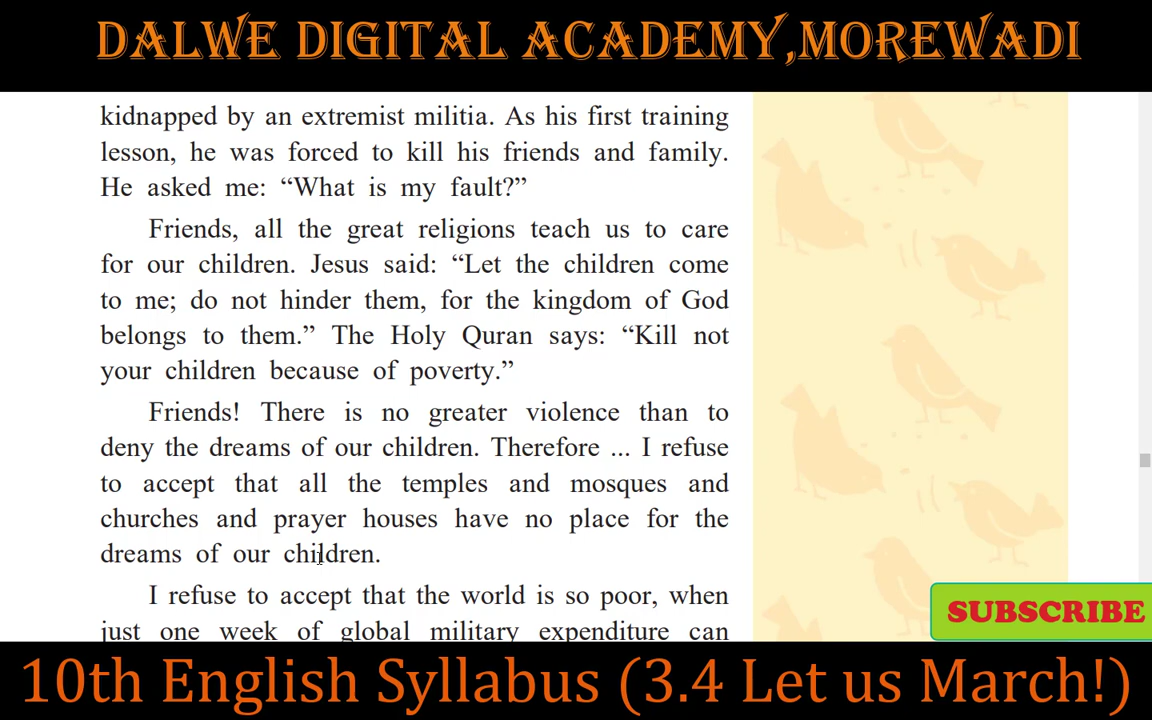 DALWE DIGITAL ACADEMY,MOREWADI
kidnapped by an extremist militia. As his first training
lesson, he was forced to kill his friends and family.
He asked me: “What is my fault?”
Friends, all the great religions teach us to care
for our children. Jesus said: “Let the children come
to me; do not hinder them, for the kingdom of God
belongs to them.” The Holy Quran says: “Kill not
your children because of poverty.”
Friends! There is no greater violence than to
deny the dreams of our children. Therefore ... I refuse
to accept that all the temples and mosques and
churches and prayer houses have no place for the
dreams of our children.
I refuse to accept that the world is so poor, when
just one week of global military expenditure can
SUBSCRIBE
10th English Syllabus (3.4 Let us March!)